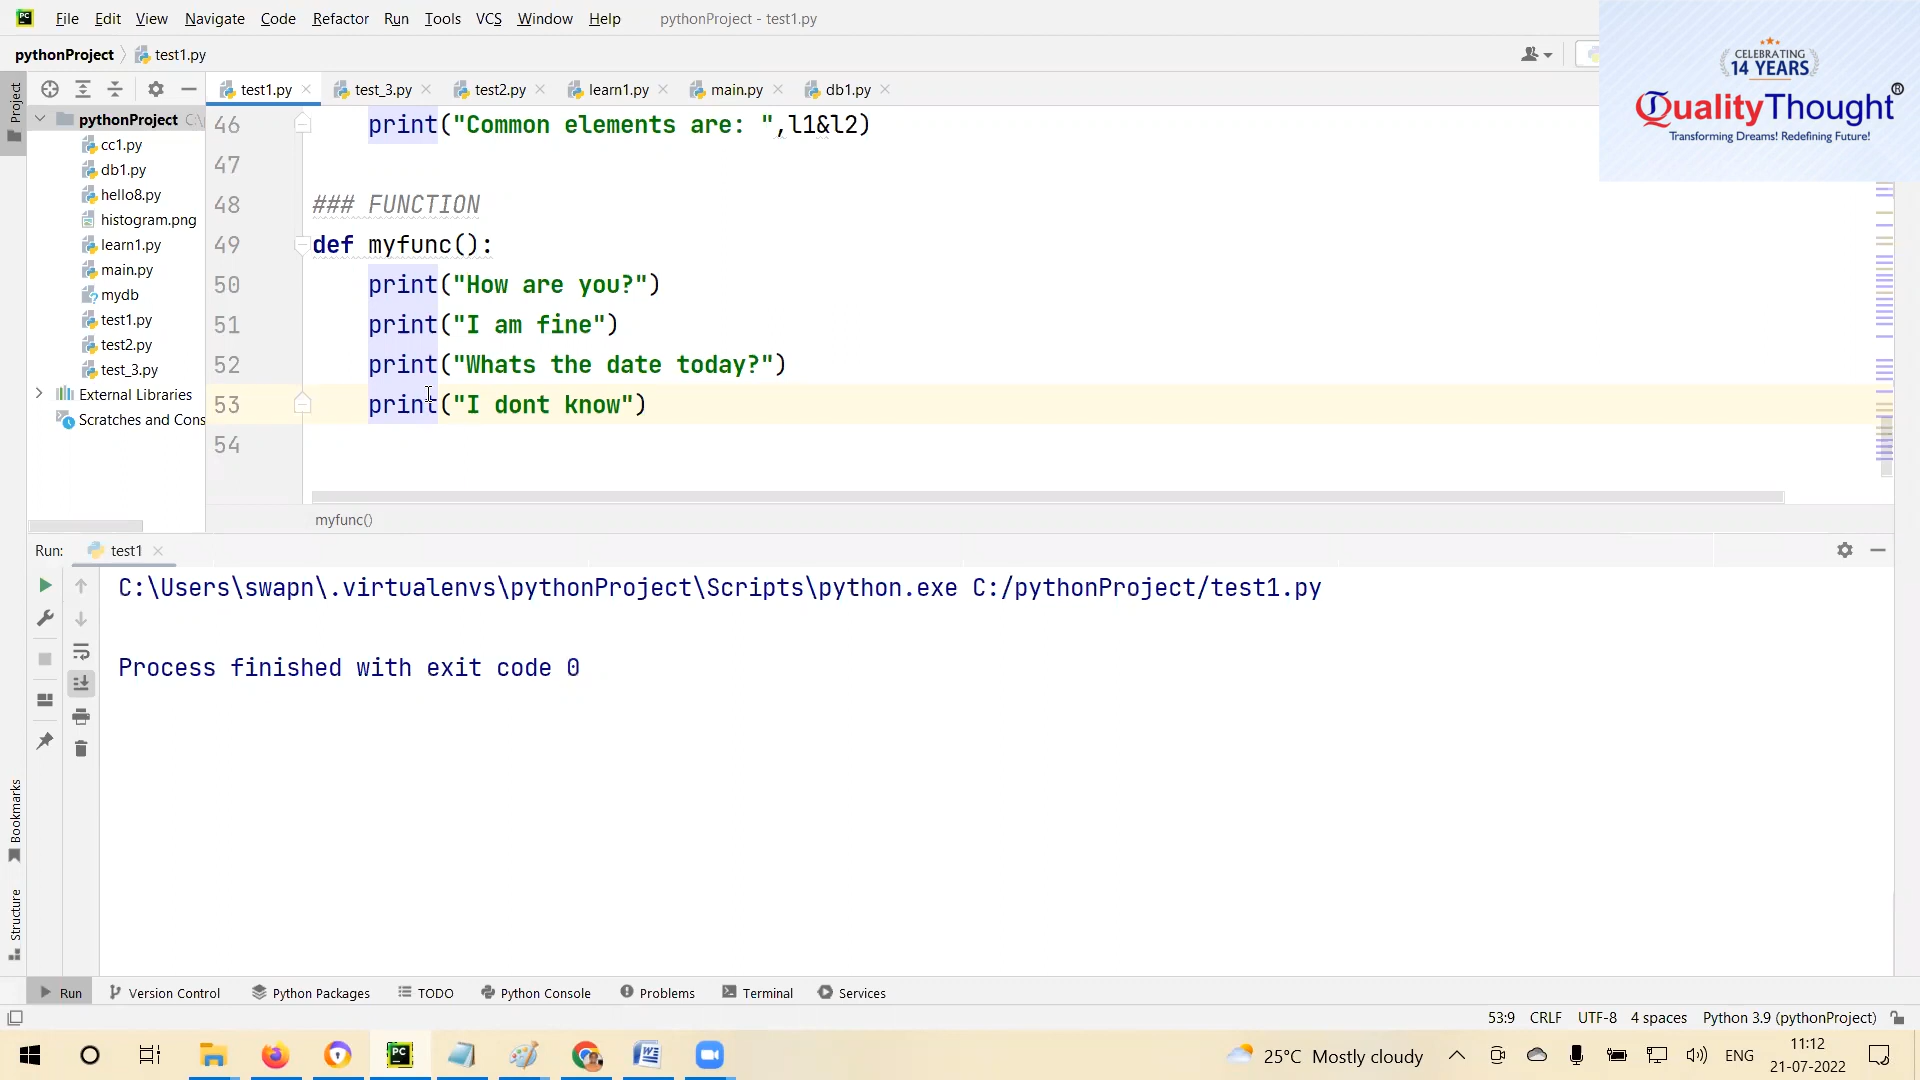 File Edit View Navigate Code Refactor Run Tools VCS Window Help pythonProject - test1.py
CELEBRATING
14 YEARS
QualityThought®
Transforming Dreams! Redefining Future!
pythonProject test1.py
Project
test1.py test_3.py test2.py learn1.py main.py db1.py
pythonProject
cc1.py
db1.py
hello8.py
histogram.png
learn1.py
main.py
mydb
test1.py
test2.py
test_3.py
External Libraries
Scratches and Cons
46 print("Common elements are: ",l1&l2)
47
48 ### FUNCTION
49 def myfunc():
50 print("How are you?")
51 print("I am fine")
52 print("Whats the date today?")
53 print("I dont know")
54
myfunc()
Run: test1
C:\Users\swapn\.virtualenvs\pythonProject\Scripts\python.exe C:/pythonProject/test1.py
Process finished with exit code 0
Bookmarks
Structure
Run Version Control Python Packages TODO Python Console Problems Terminal Services
53:9 CRLF UTF-8 4 spaces Python 3.9 (pythonProject)
25°C Mostly cloudy ENG 11:12
21-07-2022